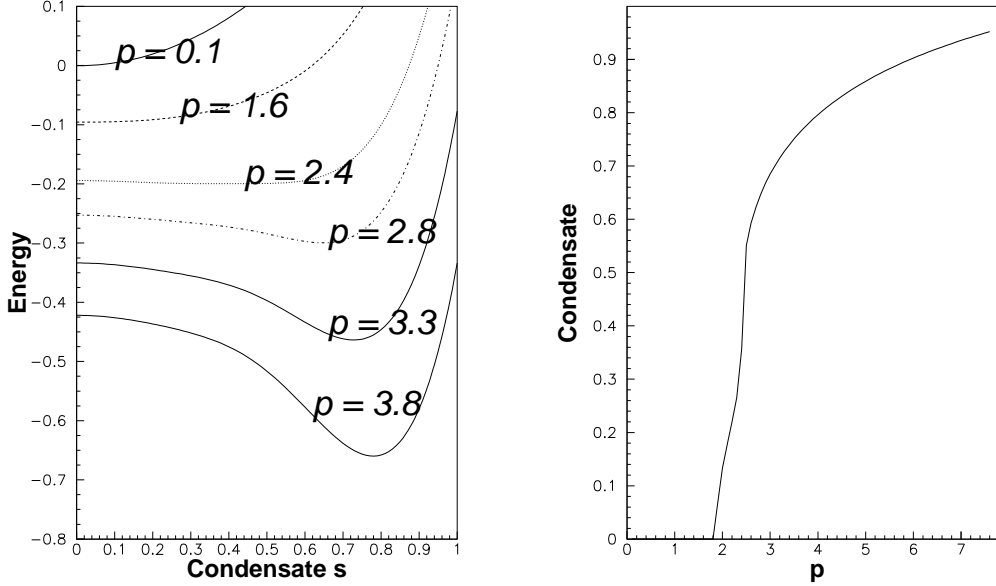 0.1
0
−0.1
−0.2
−0.3
−0.4
−0.5
−0.6
−0.7
−0.8
Energy
p = 0.1
p = 1.6
p = 2.4
p = 2.8
p = 3.3
p = 3.8
0 0.1 0.2 0.3 0.4 0.5 0.6 0.7 0.8 0.9 1
Condensate s
0.9
0.8
0.7
0.6
0.5
0.4
0.3
0.2
0.1
0
Condensate
0 1 2 3 4 5 6 7
p